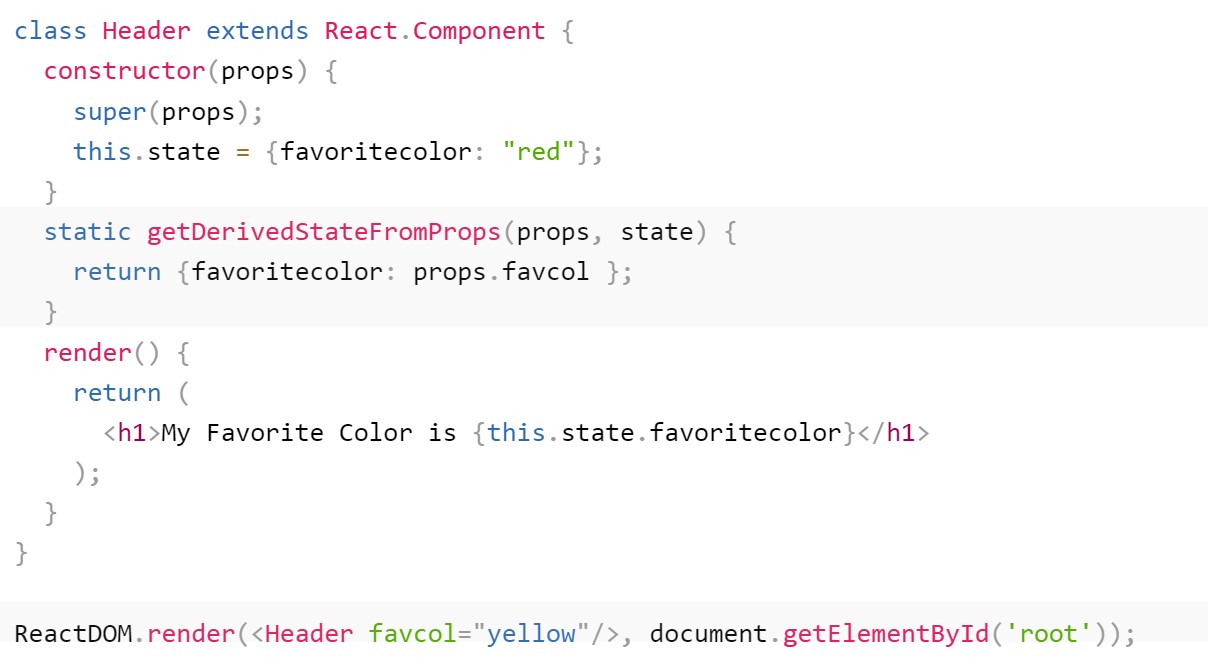 class Header extends React.Component {
  constructor(props) {
    super(props);
    this.state = {favoritecolor: "red"};
  }
  static getDerivedStateFromProps(props, state) {
    return {favoritecolor: props.favcol };
  }
  render() {
    return (
      <h1>My Favorite Color is {this.state.favoritecolor}</h1>
    );
  }
}
ReactDOM.render(<Header favcol="yellow"/>, document.getElementById('root'));